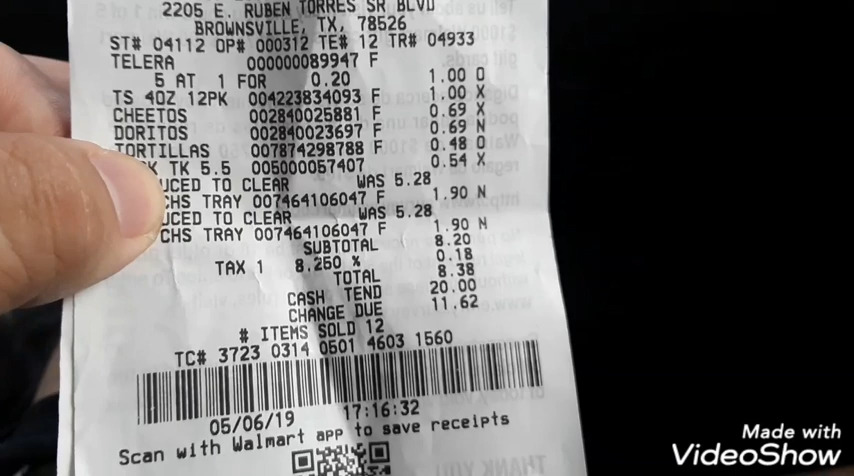 2205 E. RUBEN TORRES SR BLVD
BROWNSVILLE, TX, 78526
ST# 04112 OP# 000312 TE# 12 TR# 04933
TELERA 000000089947 F
5 AT 1 FOR 0.20 1.00 O
TS 4OZ 12PK 004223834093 F 1.00 X
CHEETOS 002840025881 F 0.69 X
DORITOS 002840023697 F 0.69 N
TORTILLAS 007874298788 F 0.48 O
TK 5.5 005000057407 0.54 X
UCED TO CLEAR WAS 5.28
CHS TRAY 007464106047 F 1.90 N
UCED TO CLEAR WAS 5.28
CHS TRAY 007464106047 F 1.90 N
SUBTOTAL 8.20
TAX 1 8.250 % 0.18
TOTAL 8.38
CASH TEND 20.00
CHANGE DUE 11.62
# ITEMS SOLD 12
TC# 3723 0314 0501 4603 1560
05/06/19 17:16:32
Scan with Walmart app to save receipts
Made with
VideoShow